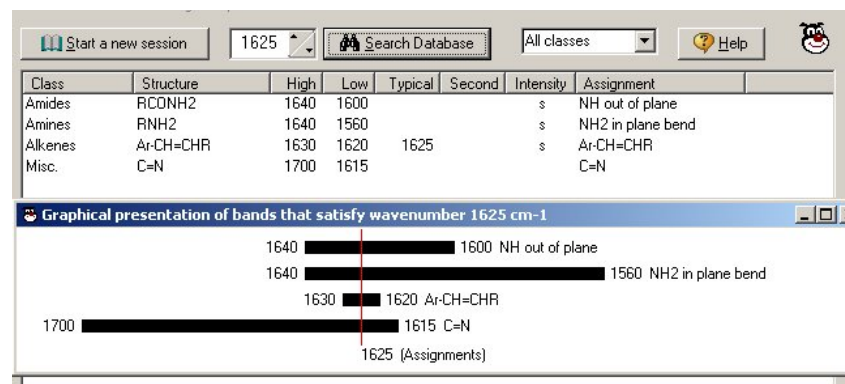 Start a new session 1625 Search Database All classes Help
Class Structure High Low Typical Second Intensity Assignment
Amides RCONH2 1640 1600 s NH out of plane
Amines RNH2 1640 1560 s NH2 in plane bend
Alkenes Ar-CH=CHR 1630 1620 1625 s Ar-CH=CHR
Misc. C=N 1700 1615 C=N
Graphical presentation of bands that satisfy wavenumber 1625 cm-1
1640 1600 NH out of plane
1640 1560 NH2 in plane bend
1630 1620 Ar-CH=CHR
1700 1615 C=N
1625 (Assignments)